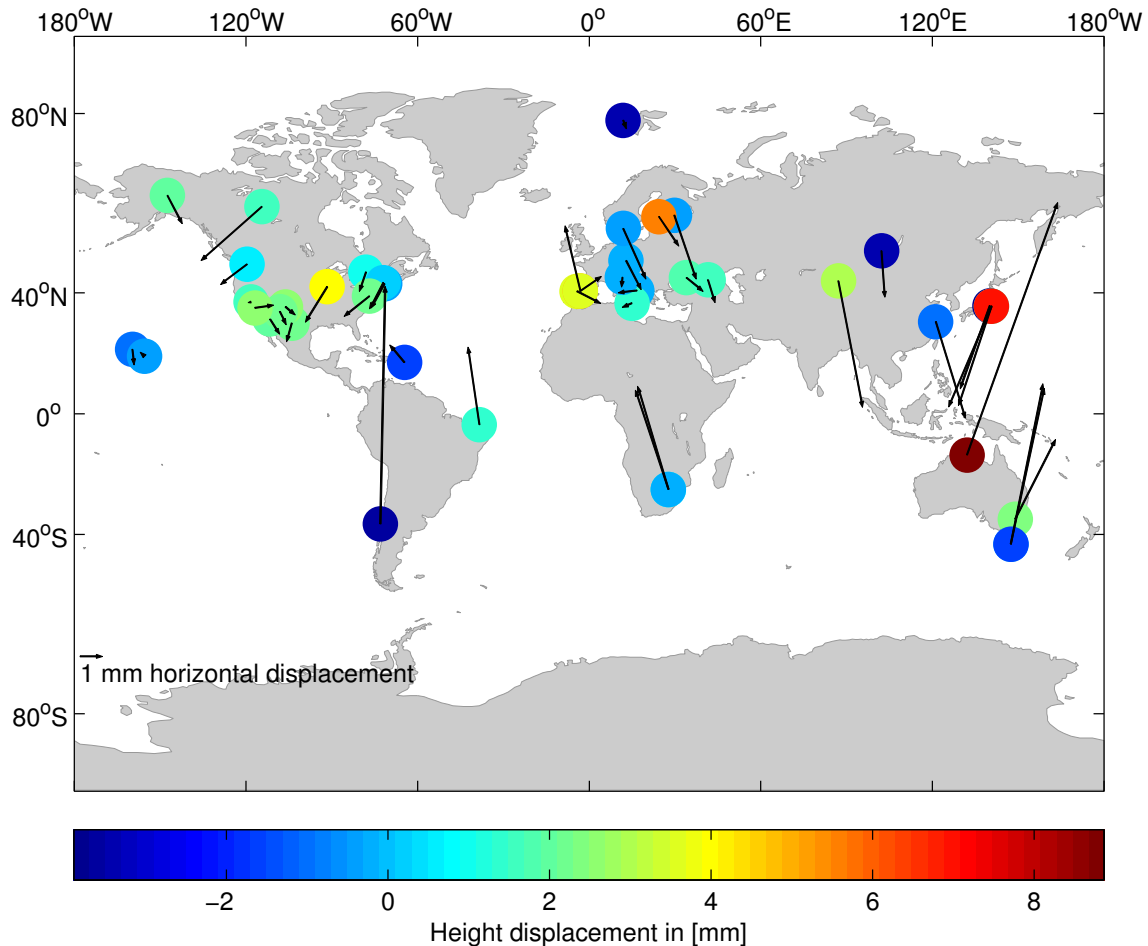 180°W 120°W 60°W 0° 60°E 120°E 180°W
80°N
40°N
0°
40°S
80°S
1 mm horizontal displacement
−2 0 2 4 6 8
Height displacement in [mm]